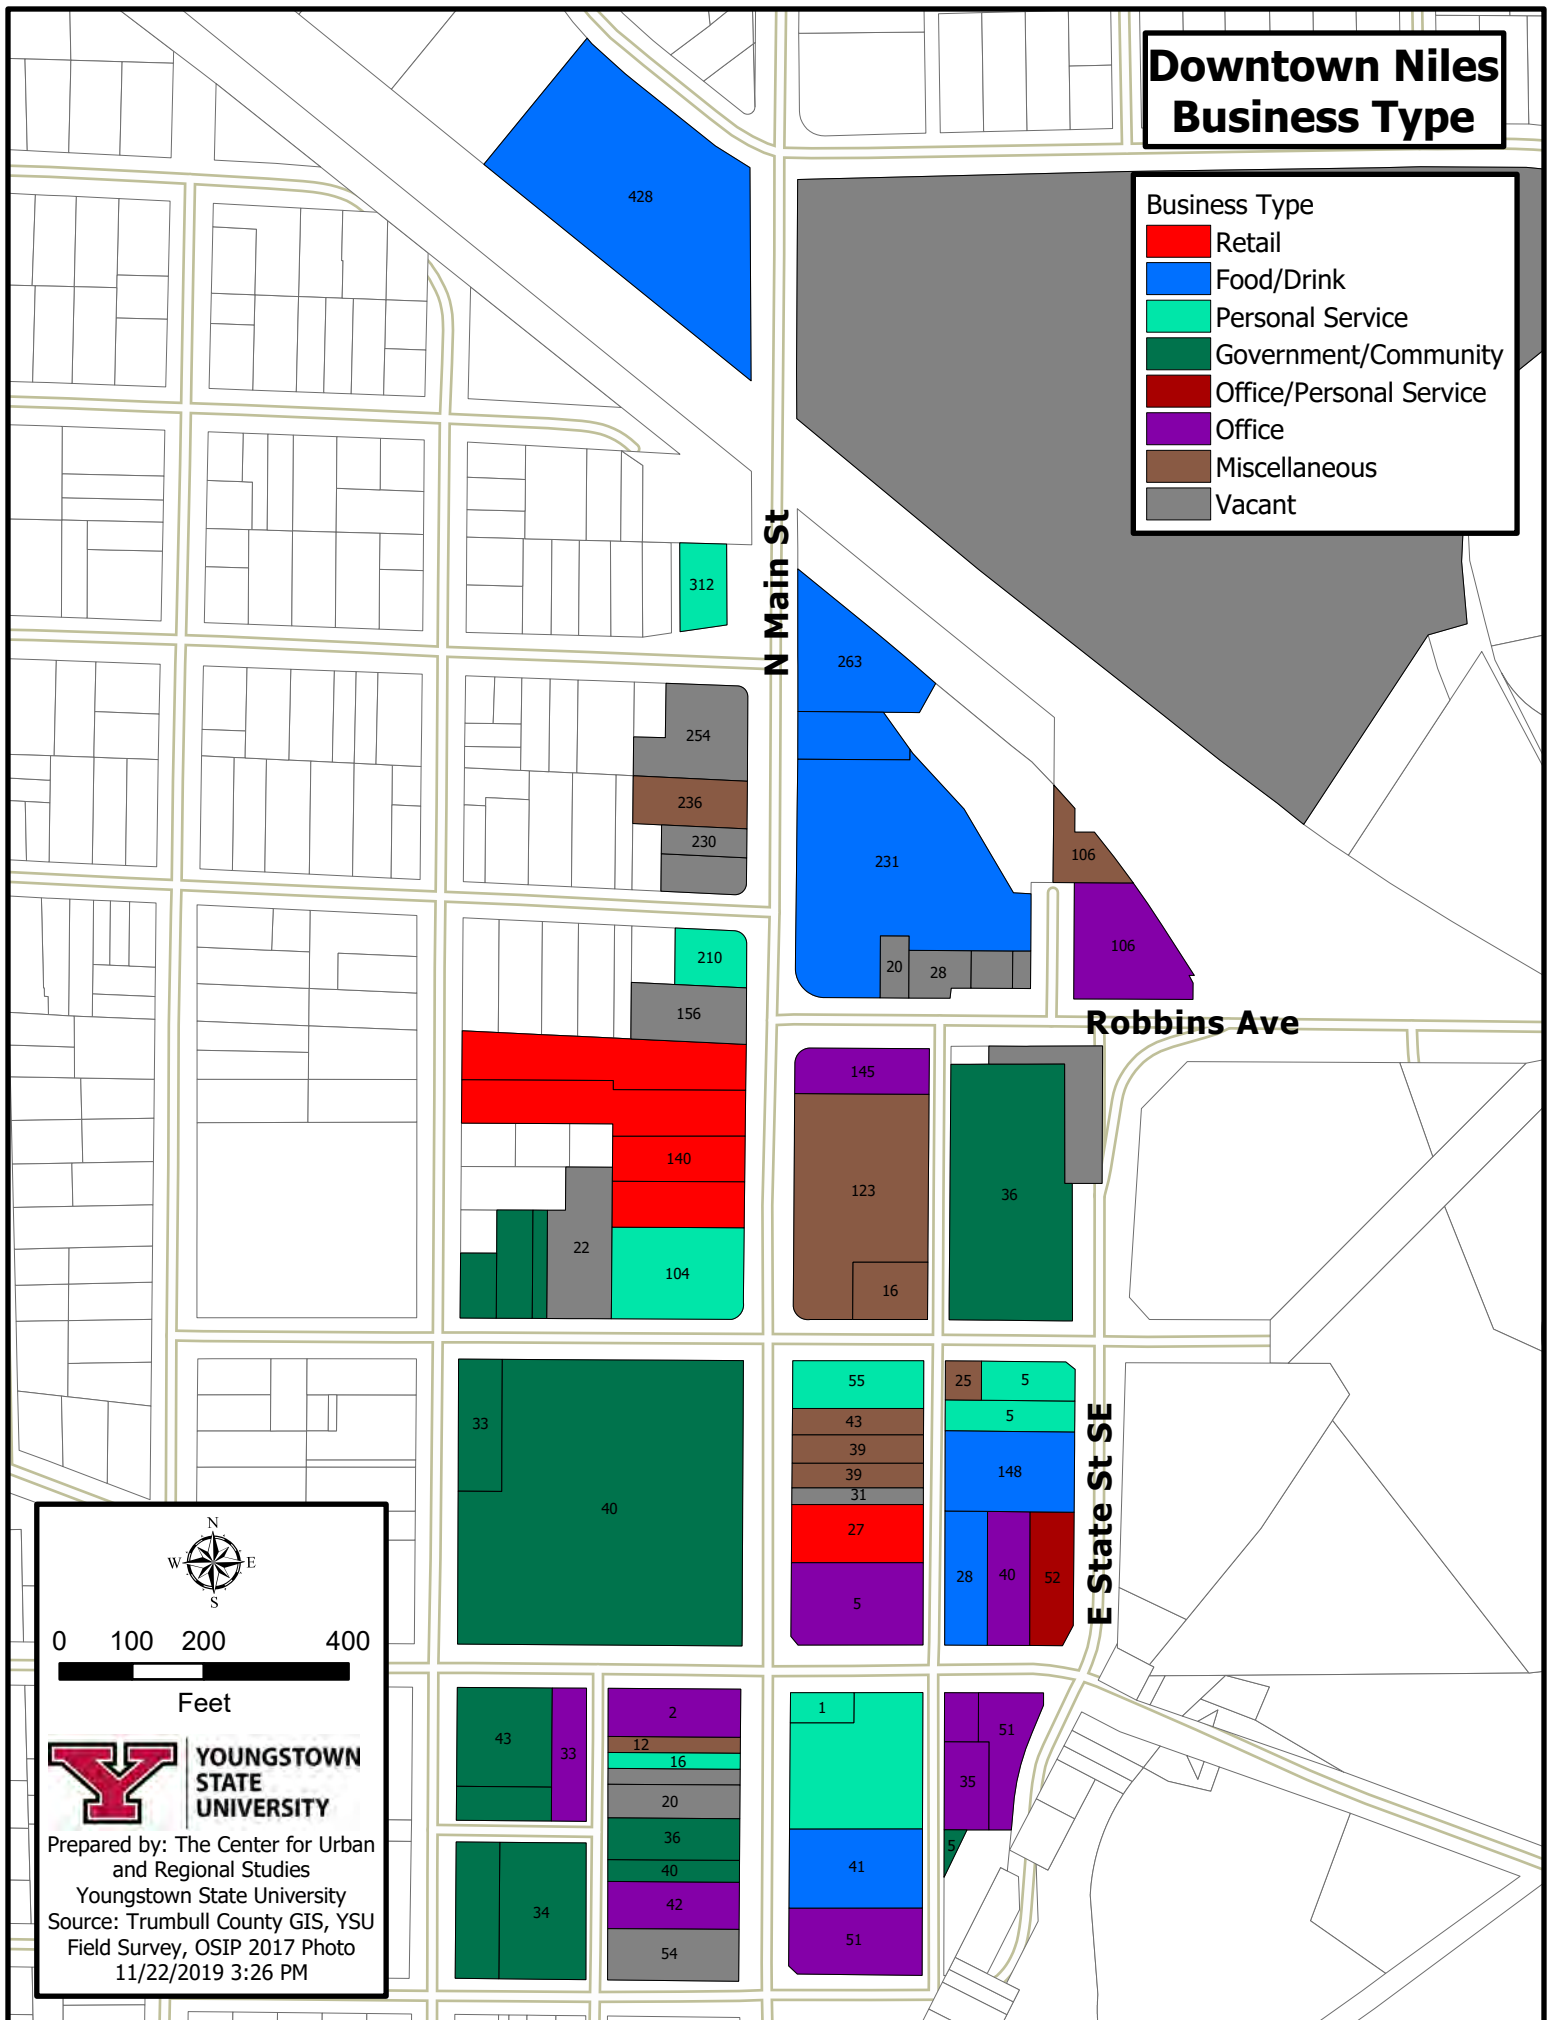 Downtown Niles
Business Type
Business Type
Retail
Food/Drink
Personal Service
Government/Community
Office/Personal Service
Office
Miscellaneous
Vacant
428
N Main St
312
263
254
236
230
231
106
106
20
28
210
156
Robbins Ave
145
140
123
36
22
104
16
33
40
55
43
39
39
31
27
5
25
5
5
148
28
40
52
E State St SE
43
33
2
12
16
20
36
40
42
54
34
1
41
51
51
35
5
N
W
E
S
0 100 200 400
Feet
Y
YOUNGSTOWN
STATE
UNIVERSITY
Prepared by: The Center for Urban
and Regional Studies
Youngstown State University
Source: Trumbull County GIS, YSU
Field Survey, OSIP 2017 Photo
11/22/2019 3:26 PM